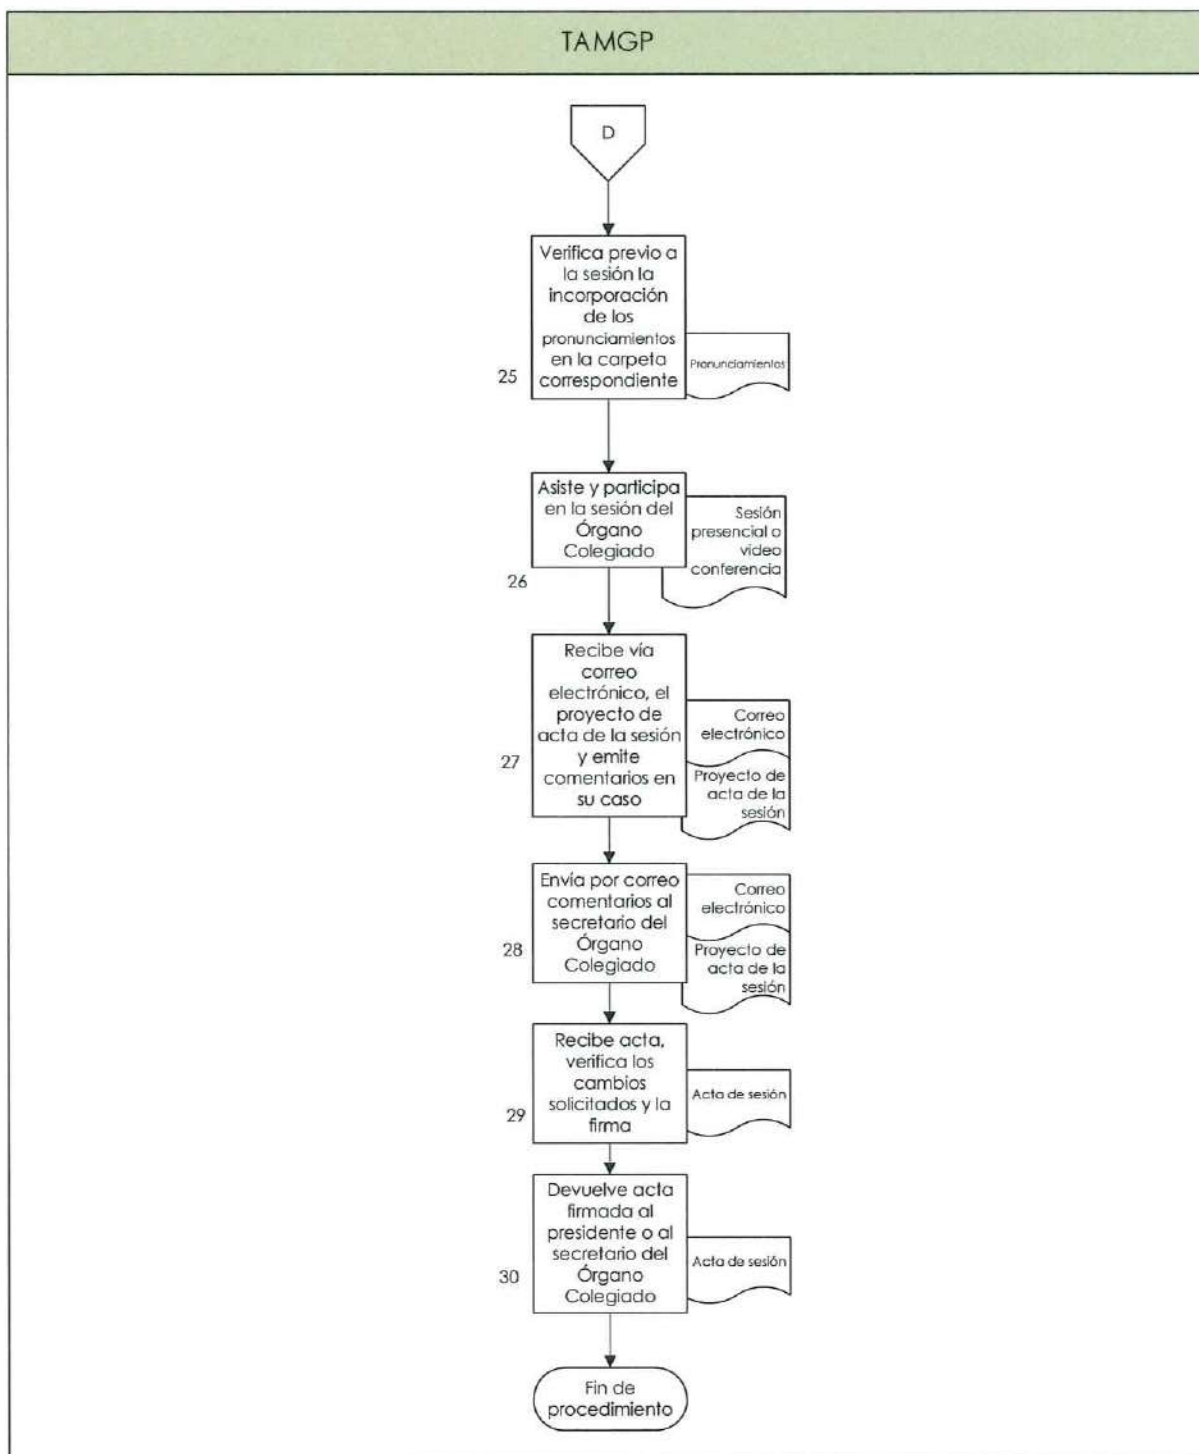 TAMGP
D
Verifica previo a
la sesión la
incorporación
de los
pronunciamientos
en la carpeta
correspondiente
25
Pronunciamientos
Asiste y participa
en la sesión del
Órgano
Colegiado
26
Sesión
presencial o
video
conferencia
Recibe vía
correo
electrónico, el
proyecto de
acta de la sesión
y emite
comentarios en
su caso
27
Correo
electrónico
Proyecto de
acta de la
sesión
Envía por correo
comentarios al
secretario del
Órgano
Colegiado
28
Correo
electrónico
Proyecto de
acta de la
sesión
Recibe acta,
verifica los
cambios
solicitados y la
firma
29
Acta de sesión
Devuelve acta
firmada al
presidente o al
secretario del
Órgano
Colegiado
30
Acta de sesión
Fin de
procedimiento